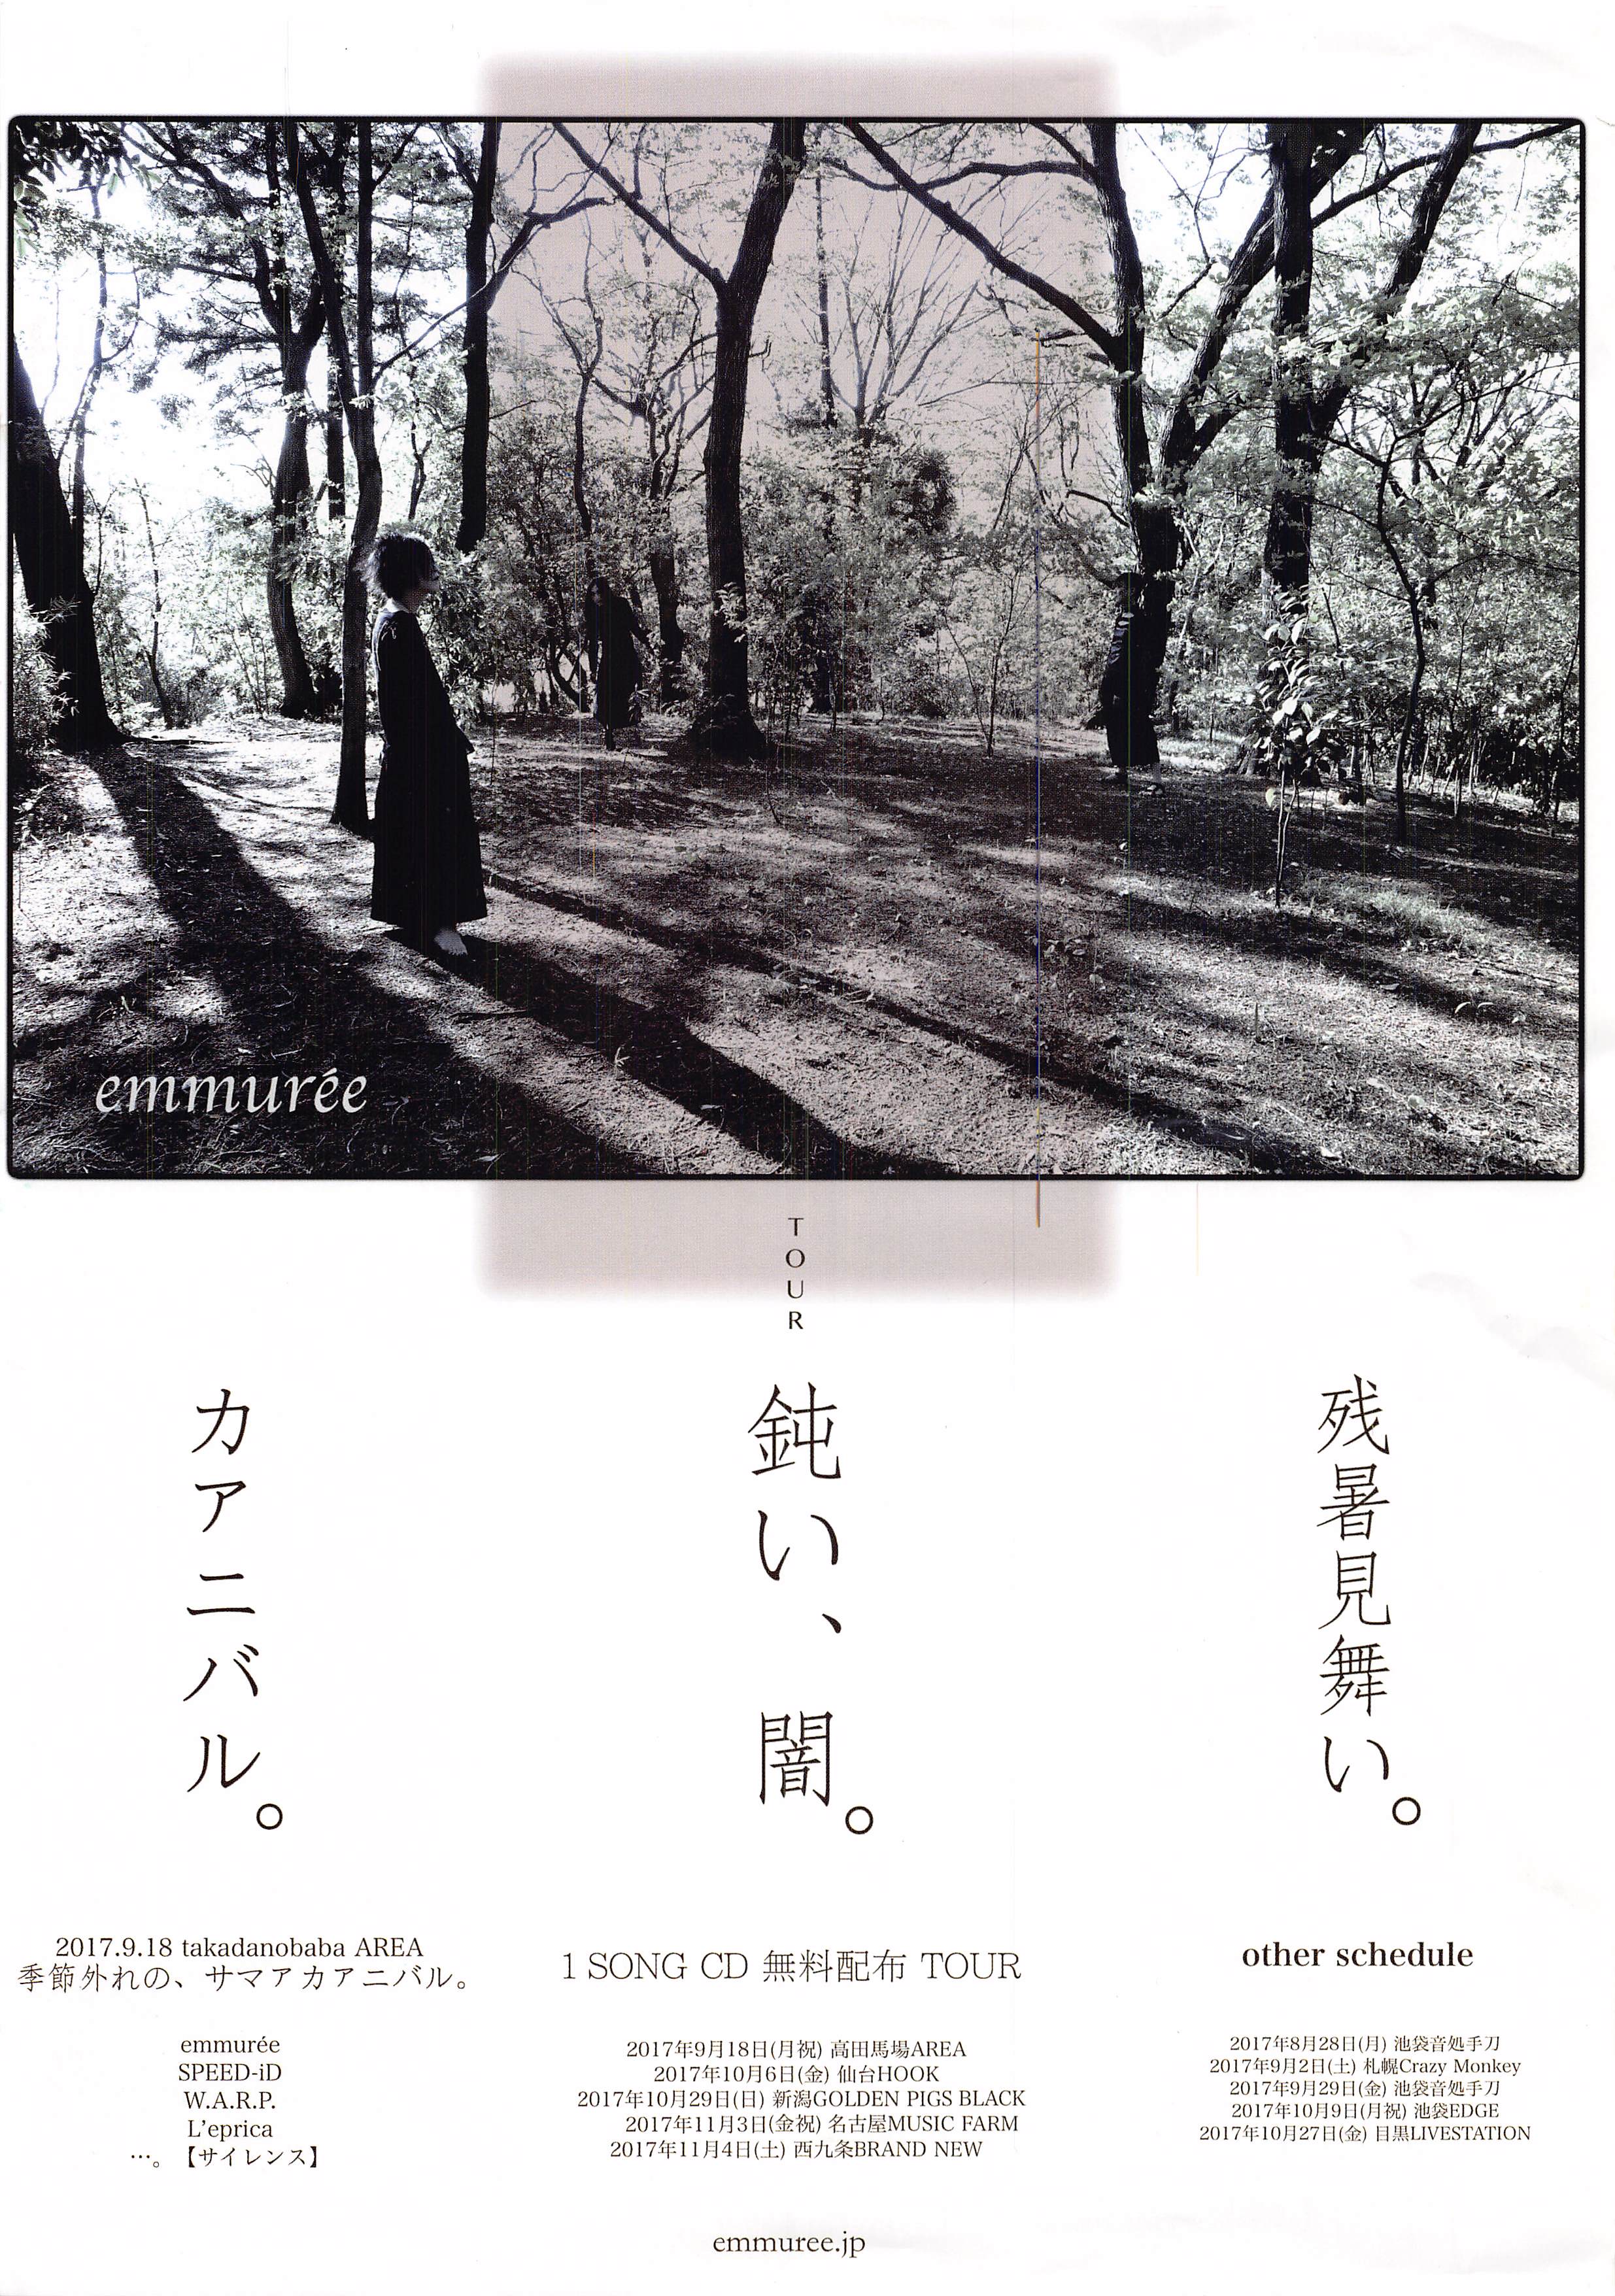 emmurée
TOUR
カァニバル。
鈍い、闇。
残暑見舞い。
2017.9.18 takadanobaba AREA
季節外れの、サマアカアニバル。
emmurée
SPEED-iD
W.A.R.P.
L'eprica
…。【サイレンス】
1 SONG CD 無料配布 TOUR
2017年9月18日(月祝) 高田馬場AREA
2017年10月6日(金) 仙台HOOK
2017年10月29日(日) 新潟GOLDEN PIGS BLACK
2017年11月3日(金祝) 名古屋MUSIC FARM
2017年11月4日(土) 西九条BRAND NEW
other schedule
2017年8月28日(月) 池袋音処手刀
2017年9月2日(土) 札幌Crazy Monkey
2017年9月29日(金) 池袋音処手刀
2017年10月9日(月祝) 池袋EDGE
2017年10月27日(金) 目黒LIVESTATION
emmuree.jp